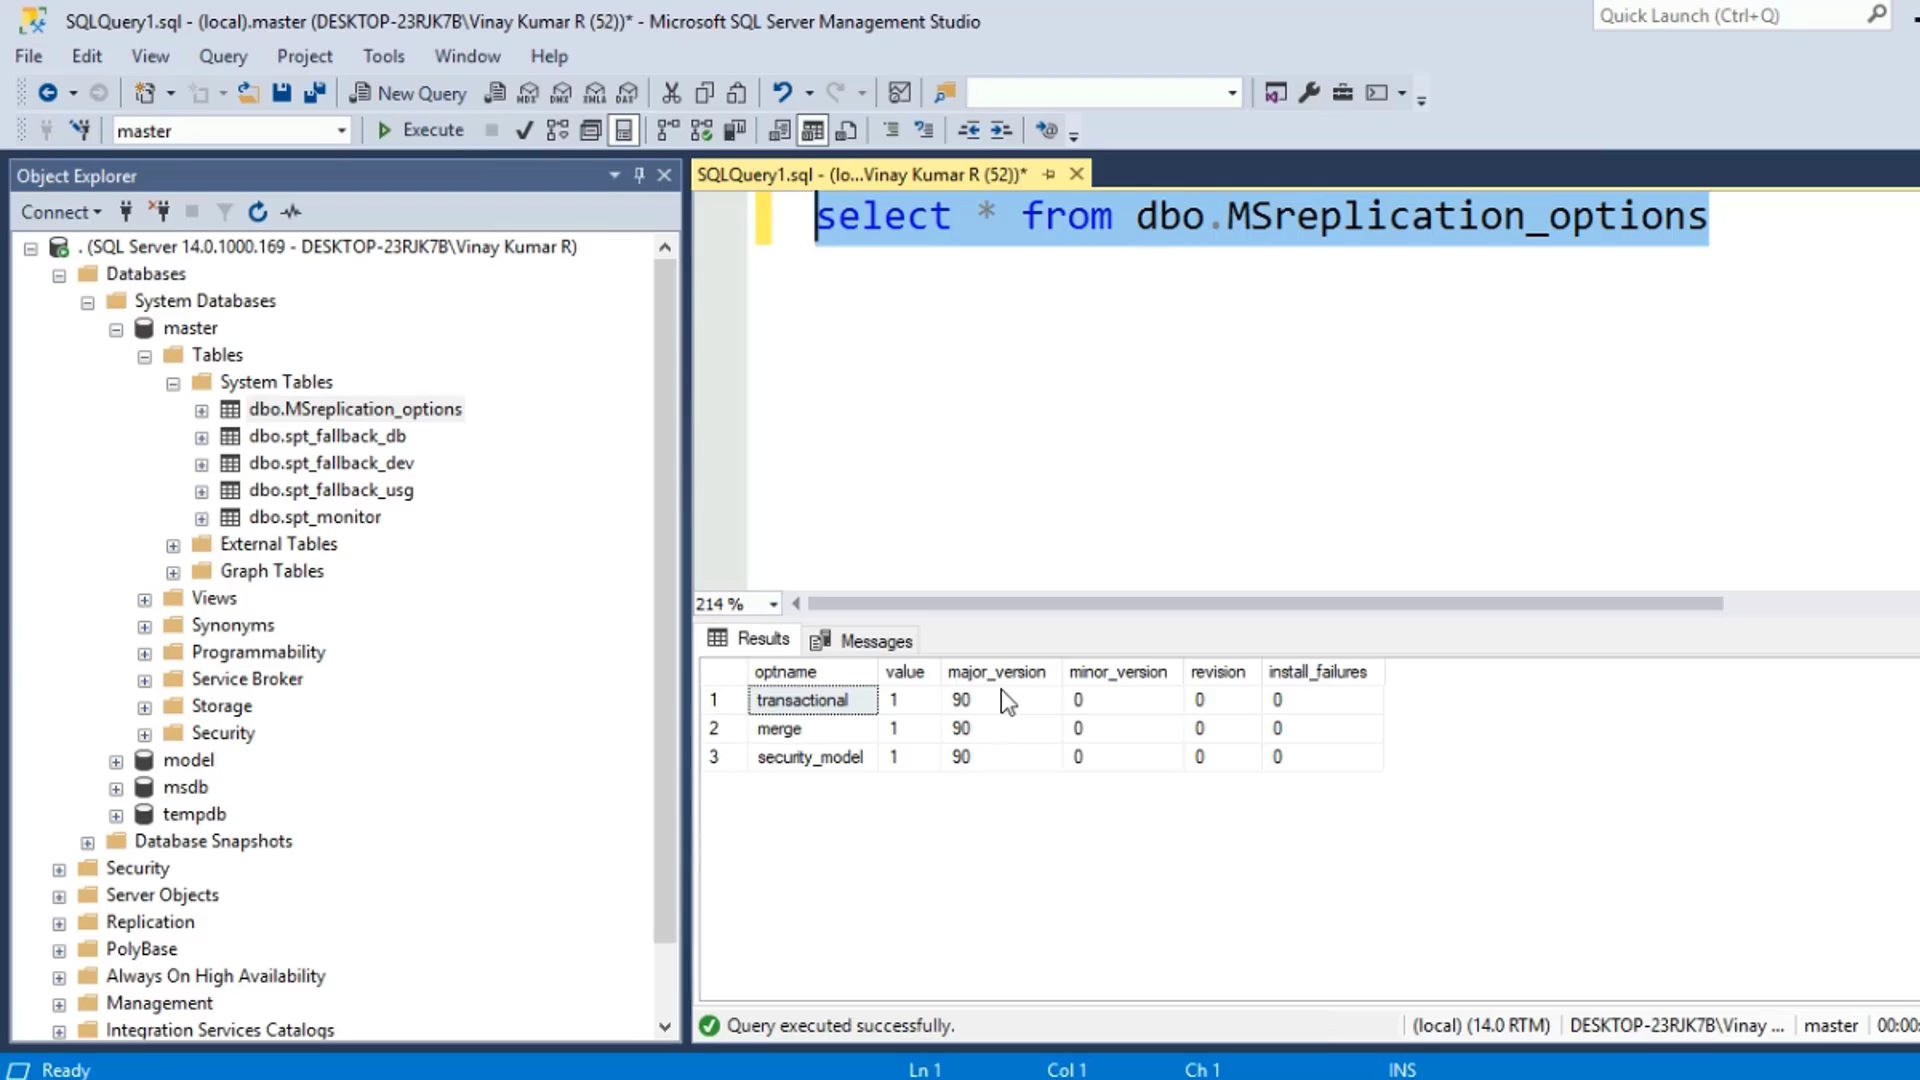 SQLQuery1.sql - (local).master (DESKTOP-23RJK7B\Vinay Kumar R (52))* - Microsoft SQL Server Management Studio
Quick Launch (Ctrl+Q)
File Edit View Query Project Tools Window Help
New Query
MDX DMX XMLA DAX
master Execute
Object Explorer
SQLQuery1.sql - (lo...Vinay Kumar R (52))*
Connect
select * from dbo.MSreplication_options
. (SQL Server 14.0.1000.169 - DESKTOP-23RJK7B\Vinay Kumar R)
Databases
System Databases
master
Tables
System Tables
dbo.MSreplication_options
dbo.spt_fallback_db
dbo.spt_fallback_dev
dbo.spt_fallback_usg
dbo.spt_monitor
External Tables
Graph Tables
Views
Synonyms
Programmability
Service Broker
Storage
Security
model
msdb
tempdb
Database Snapshots
Security
Server Objects
Replication
PolyBase
Always On High Availability
Management
Integration Services Catalogs
214 %
Results Messages
optname value major_version minor_version revision install_failures
1 transactional 1 90 0 0 0
2 merge 1 90 0 0 0
3 security_model 1 90 0 0 0
Query executed successfully. (local) (14.0 RTM) DESKTOP-23RJK7B\Vinay ... master 00:00:
Ready Ln 1 Col 1 Ch 1 INS